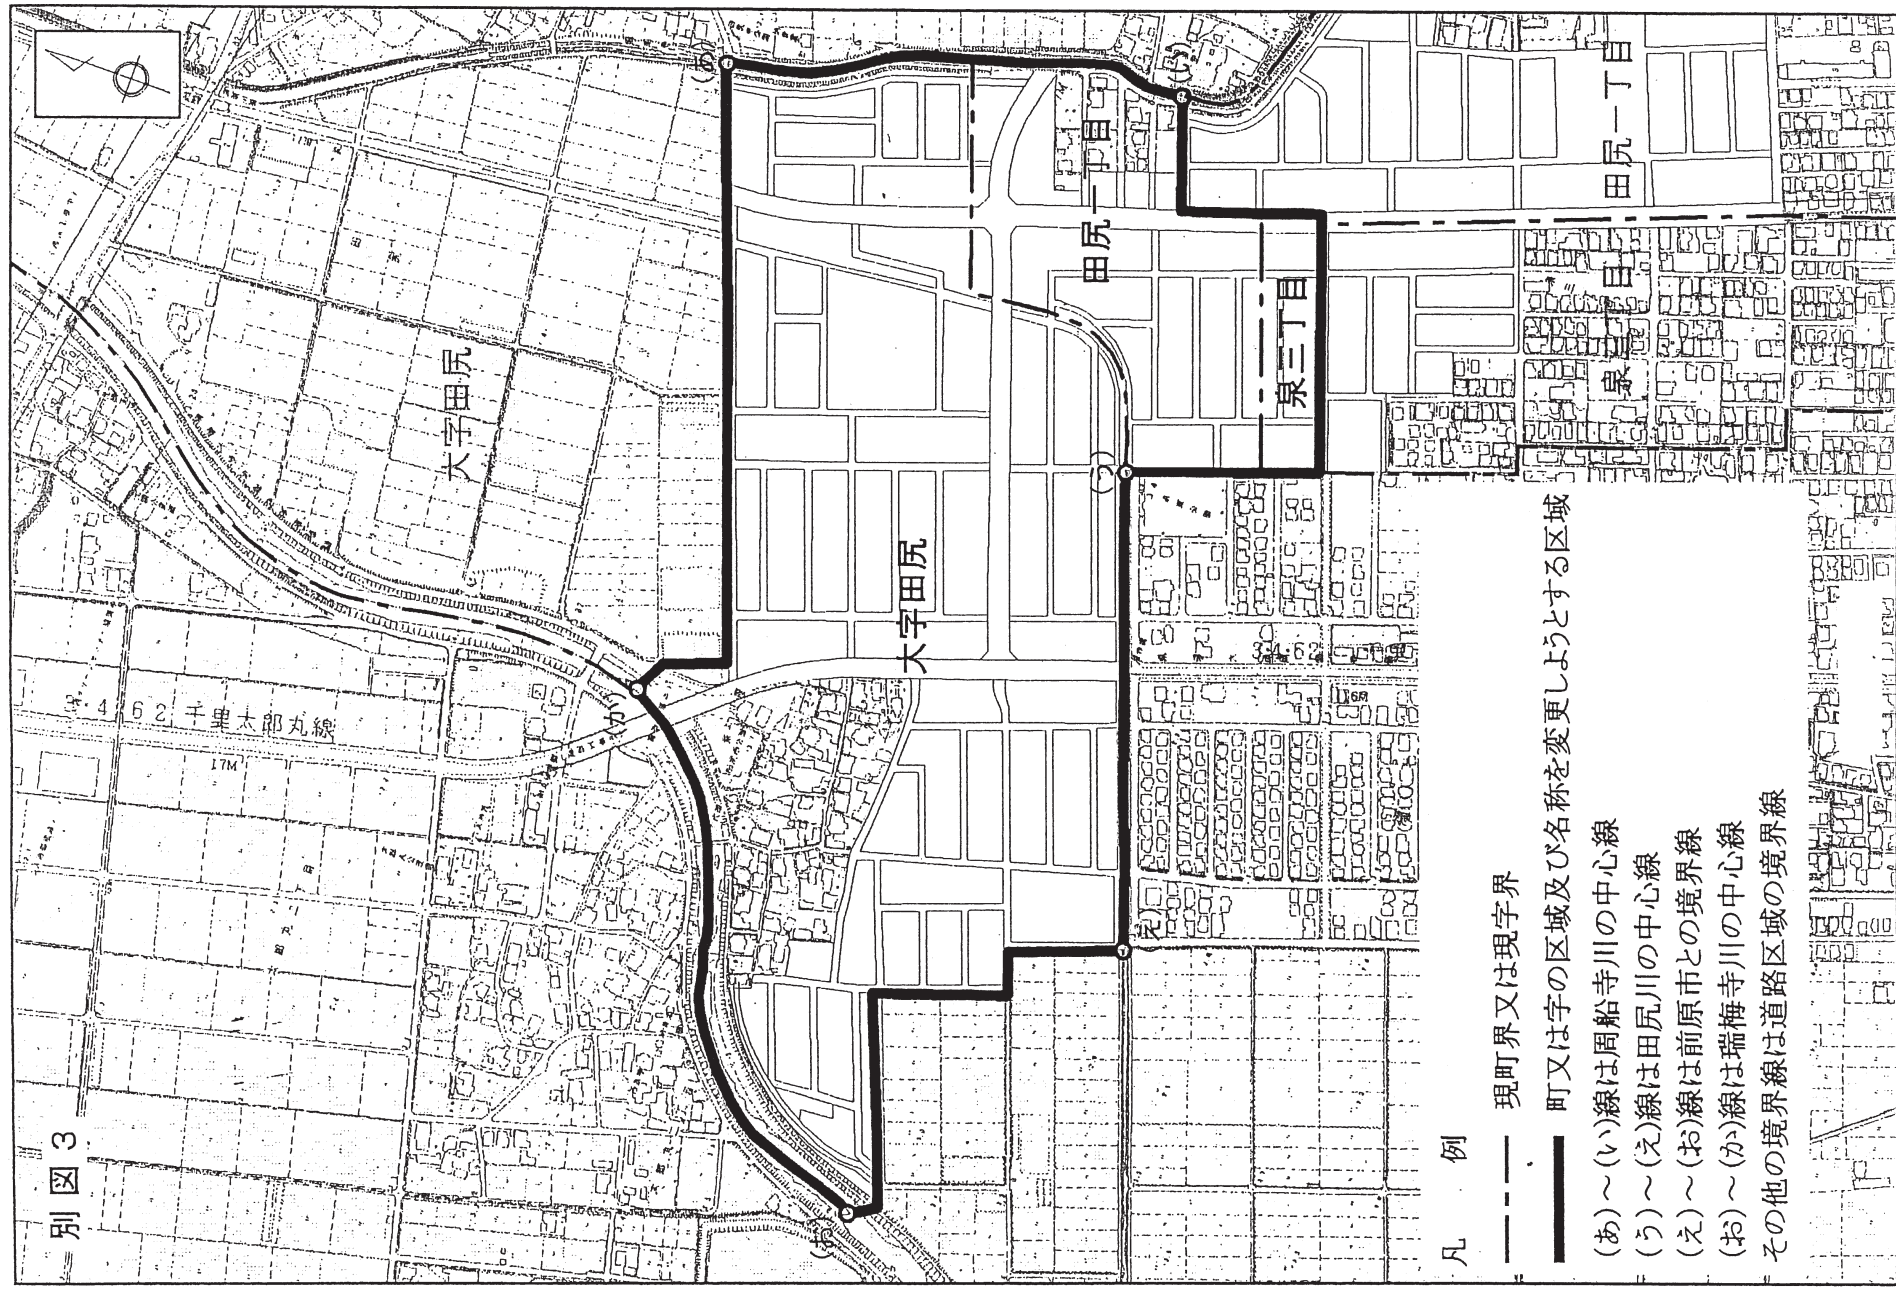 別図 3
(あ)
(い)
(う)
(え)
(お)
(か)
大字田尻
大字田尻
田尻一丁目
田尻一丁目
泉三丁目
泉三丁目
3・4・62 千里太郎丸線
17M
3・4・62
凡 例
現町界又は現字界
町又は字の区域及び名称を変更しようとする区域
(あ)～(い)線は周船寺川の中心線
(う)～(え)線は田尻川の中心線
(え)～(お)線は前原市との境界線
(お)～(か)線は瑞梅寺川の中心線
その他の境界線は道路区域の境界線